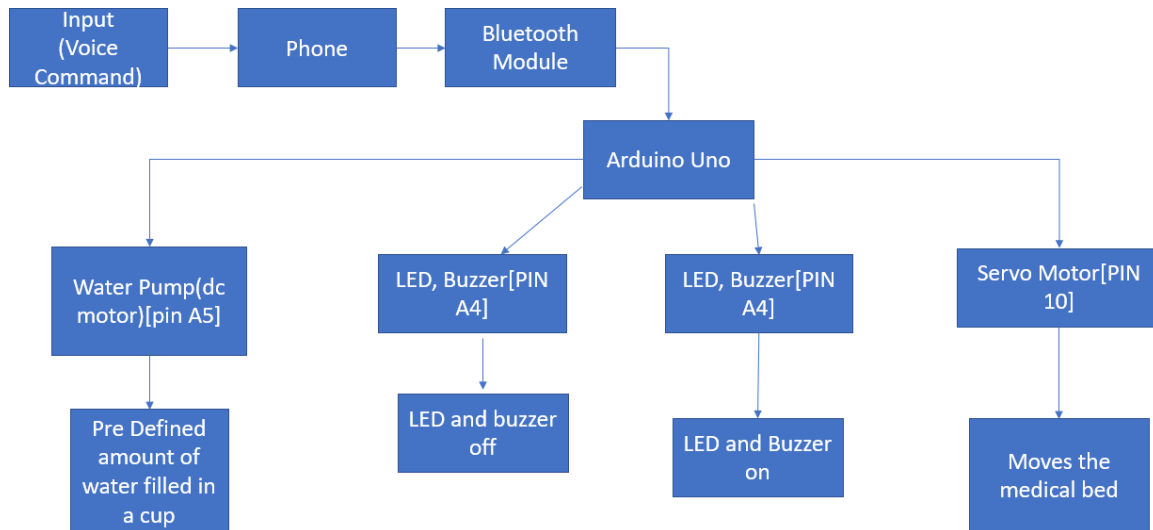 Input
(Voice
Command)
Phone
Bluetooth
Module
Arduino Uno
Water Pump(dc
motor)[pin A5]
LED, Buzzer[PIN
A4]
LED, Buzzer[PIN
A4]
Servo Motor[PIN
10]
Pre Defined
amount of
water filled in
a cup
LED and buzzer
off
LED and Buzzer
on
Moves the
medical bed